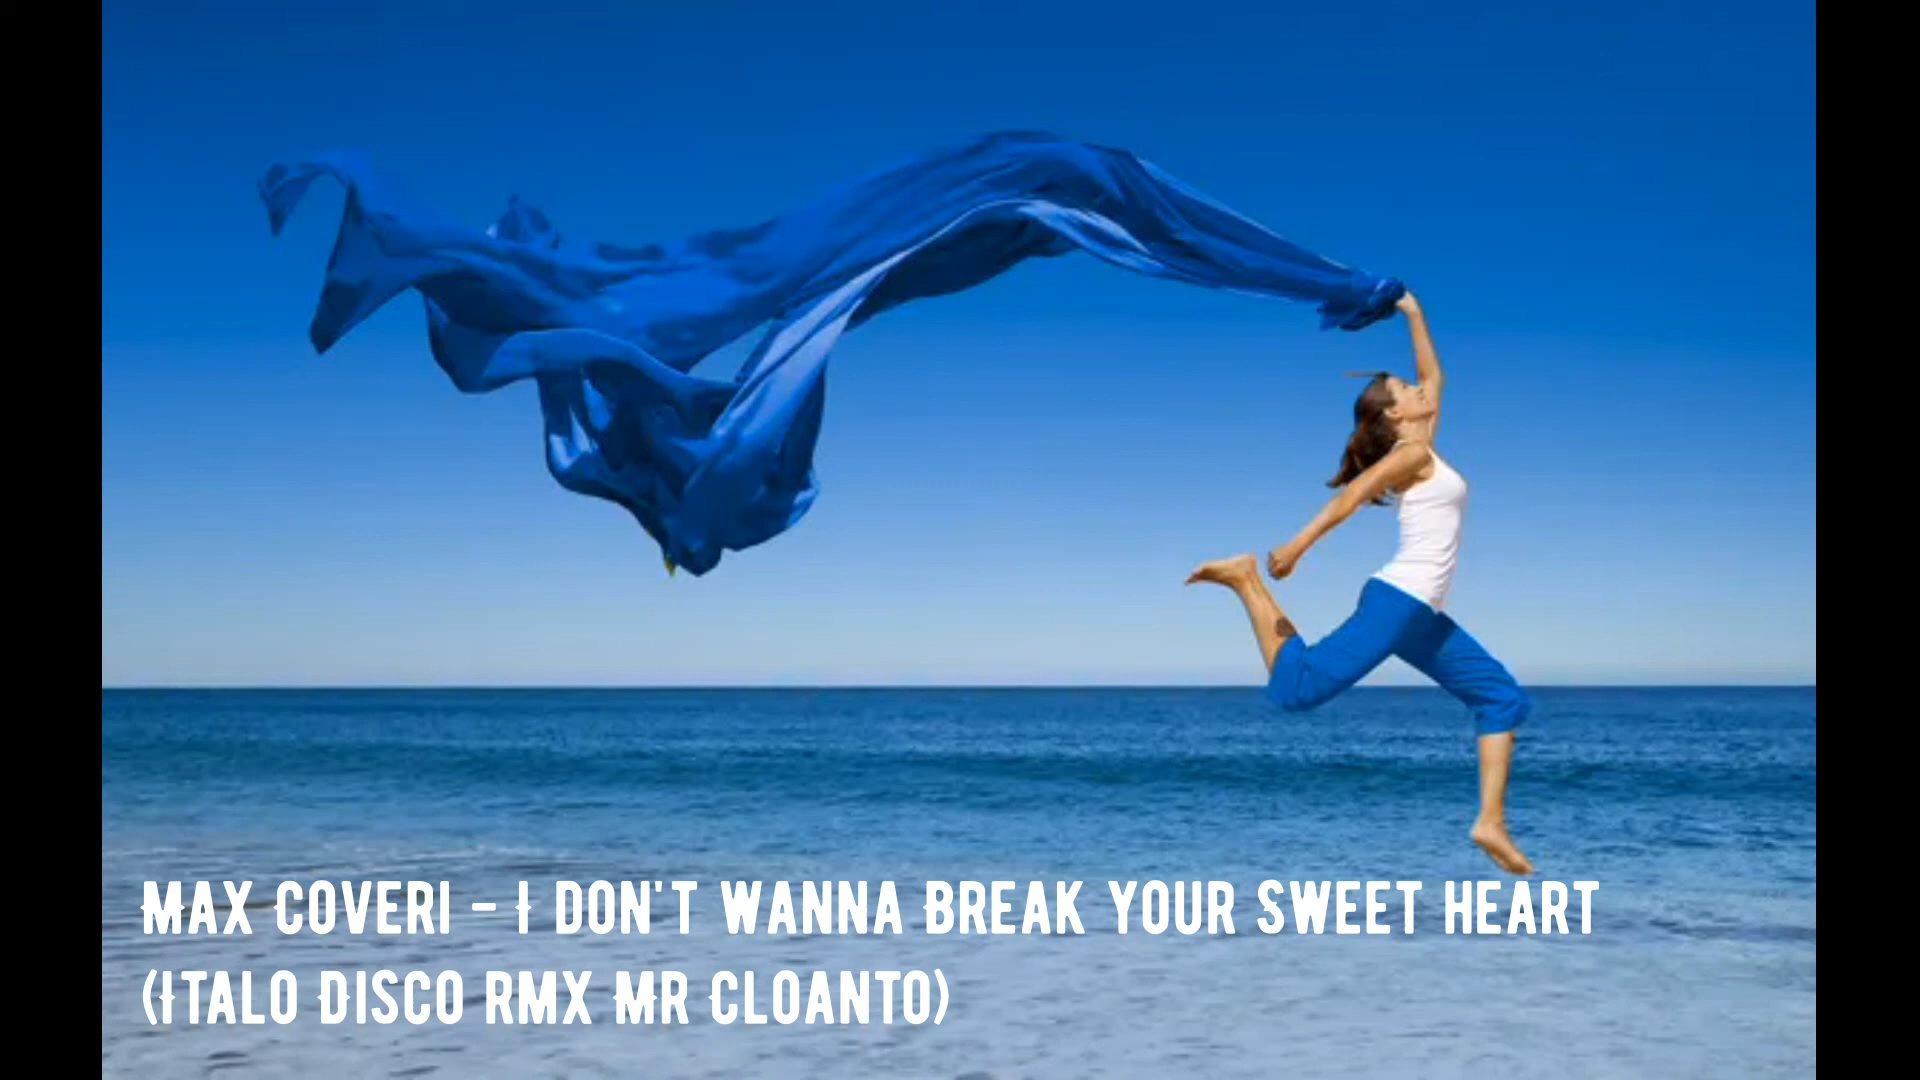 Max Coveri - I don't wanna Break your sweet heart
(Italo Disco rmx Mr Cloanto)